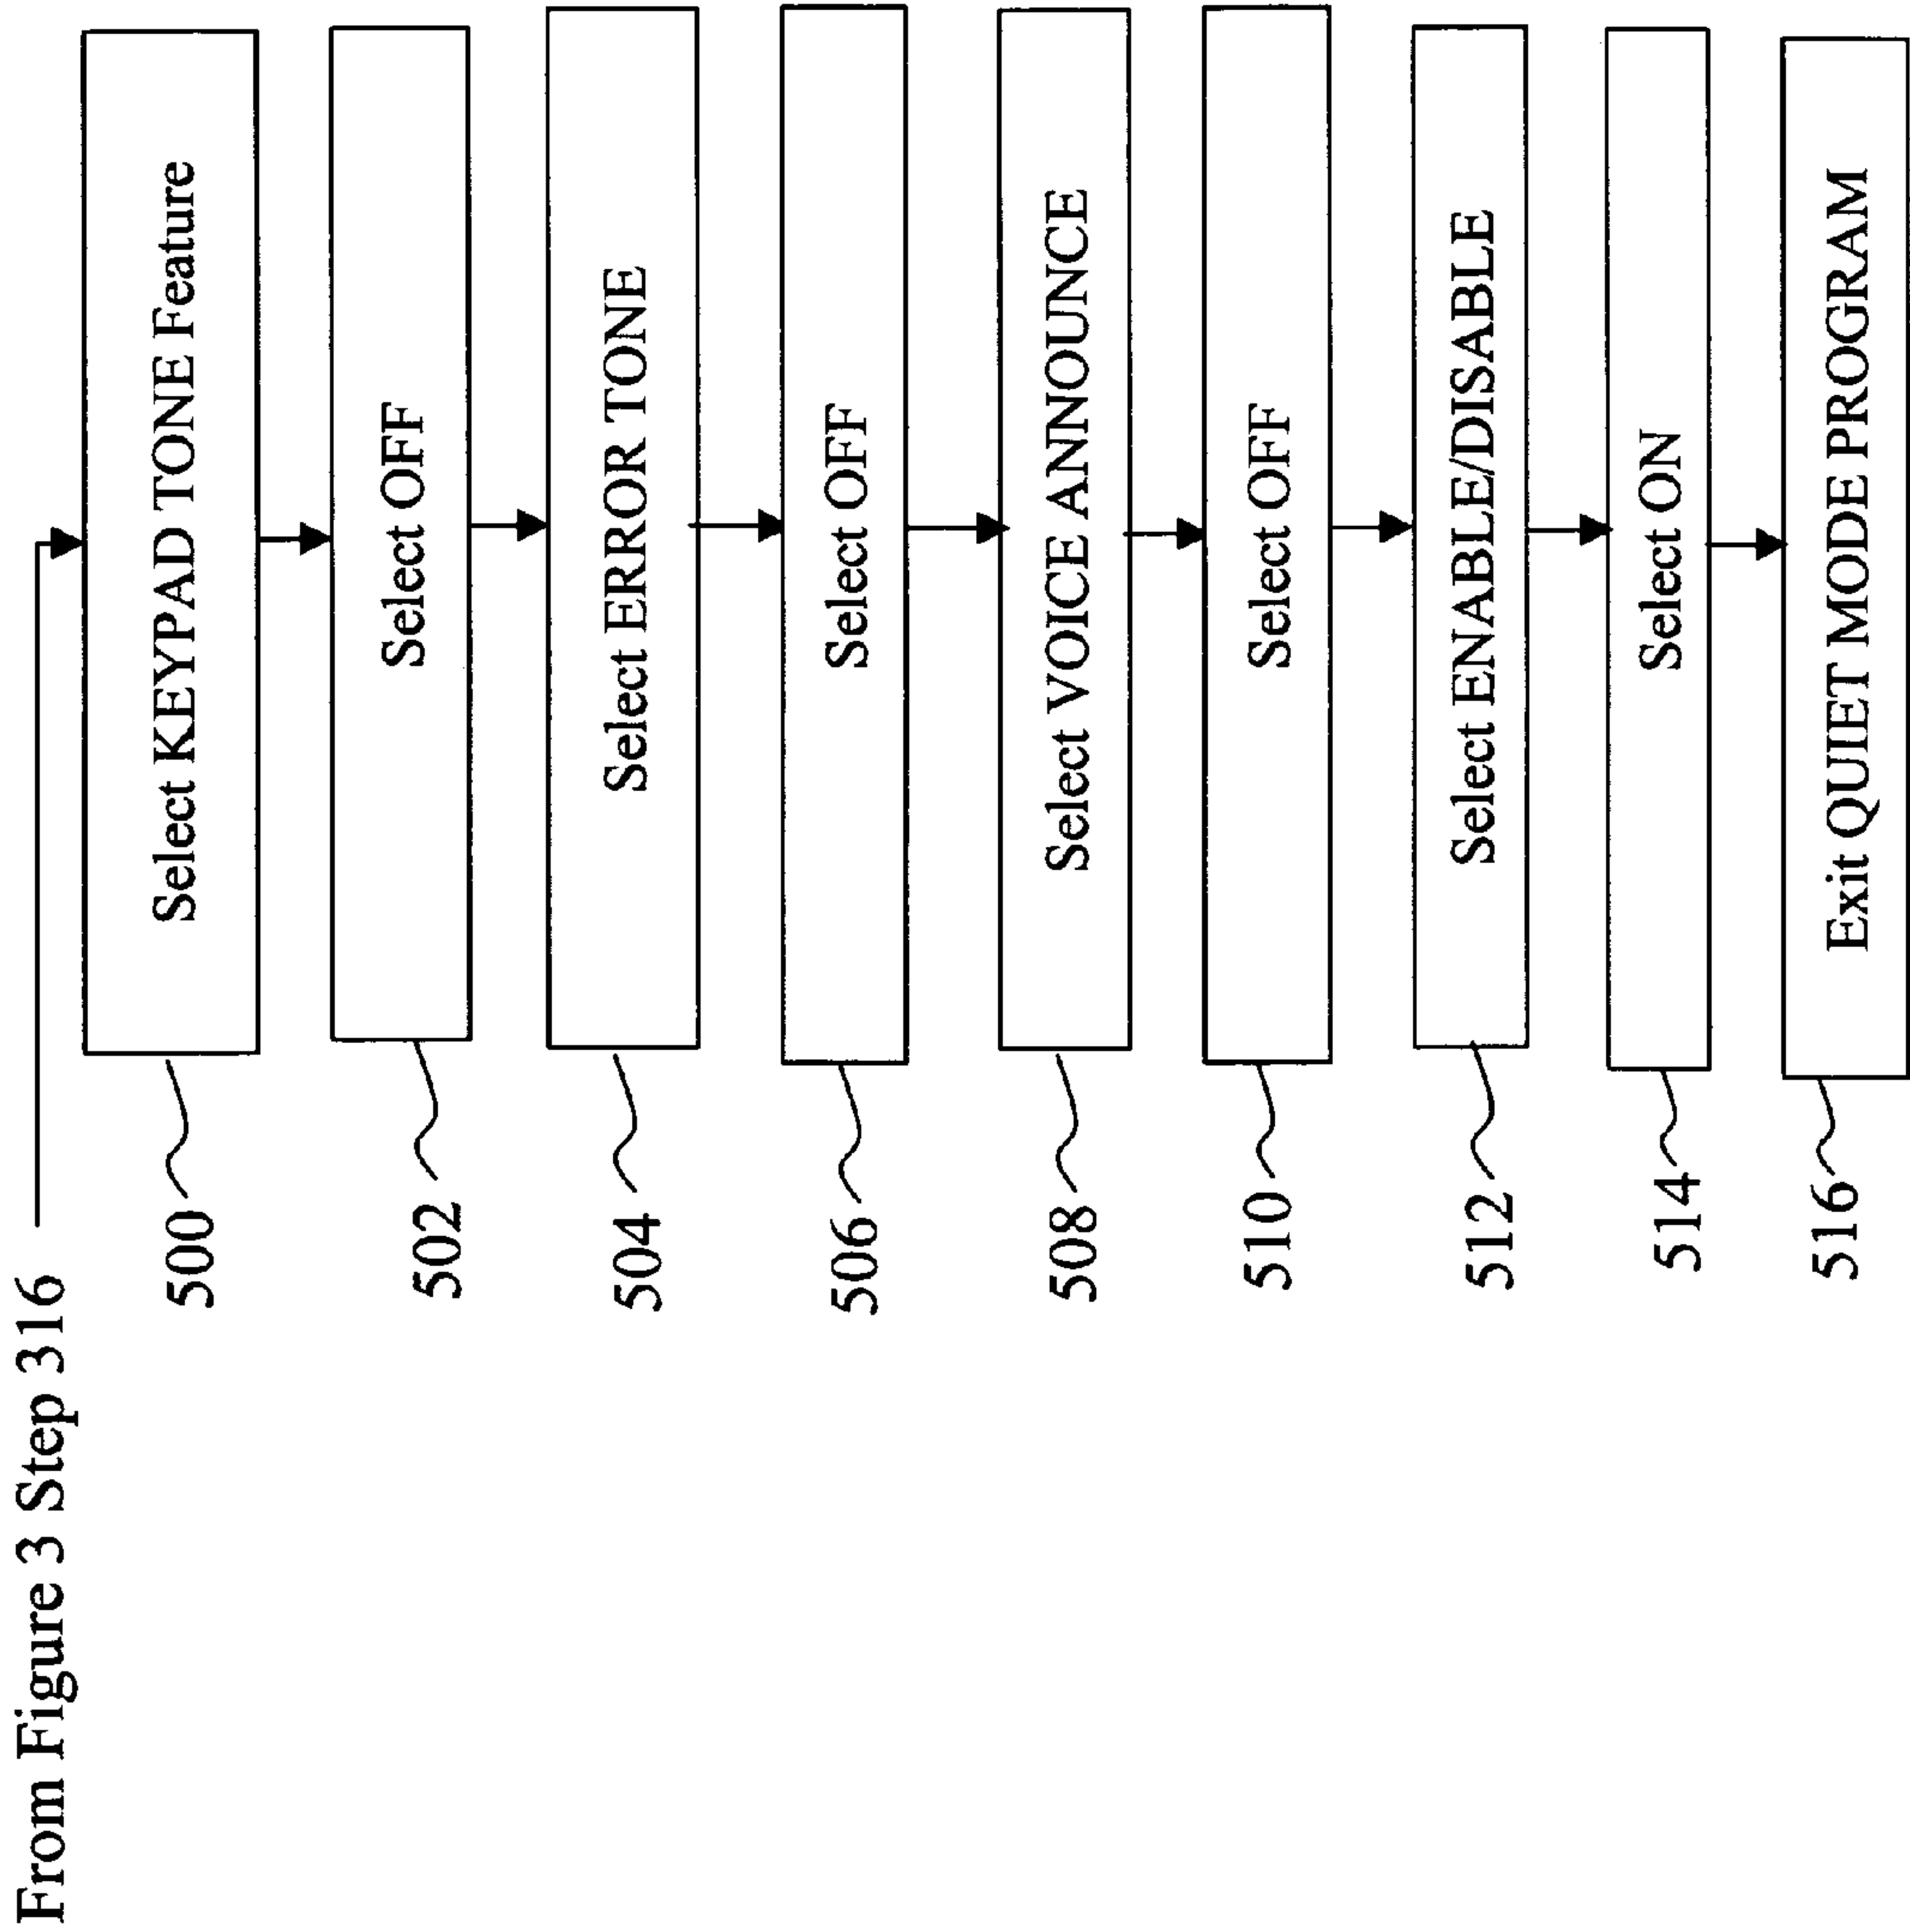 From Figure 3 Step 316
500
Select KEYPAD TONE Feature
502
Select OFF
504
Select ERROR TONE
506
Select OFF
508
Select VOICE ANNOUNCE
510
Select OFF
512
Select ENABLE/DISABLE
514
Select ON
516
Exit QUIET MODE PROGRAM